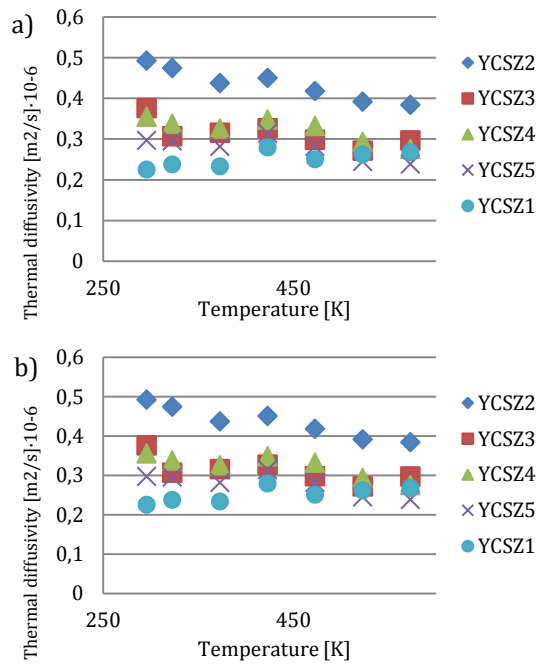 a)
Thermal diffusivity [m2/s]·10-6
0,6
0,5
0,4
0,3
0,2
0,1
0
250
450
Temperature [K]
YCSZ2
YCSZ3
YCSZ4
YCSZ5
YCSZ1
b)
Thermal diffusivity [m2/s]·10-6
0,6
0,5
0,4
0,3
0,2
0,1
0
250
450
Temperature [K]
YCSZ2
YCSZ3
YCSZ4
YCSZ5
YCSZ1